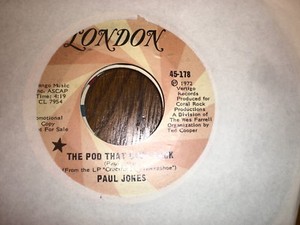 LONDON
Music
ASCAP
Time: 4:19
CL 7954
Promotional
Copy
Not For Sale
45-178
℗ 1972
Vertigo
Records
Produced for
Coral Rock
Productions
A Division of
The Wes Farrell
Organization by
Ted Cooper
THE POD THAT
(From the LP "Crucifix
PAUL JONES